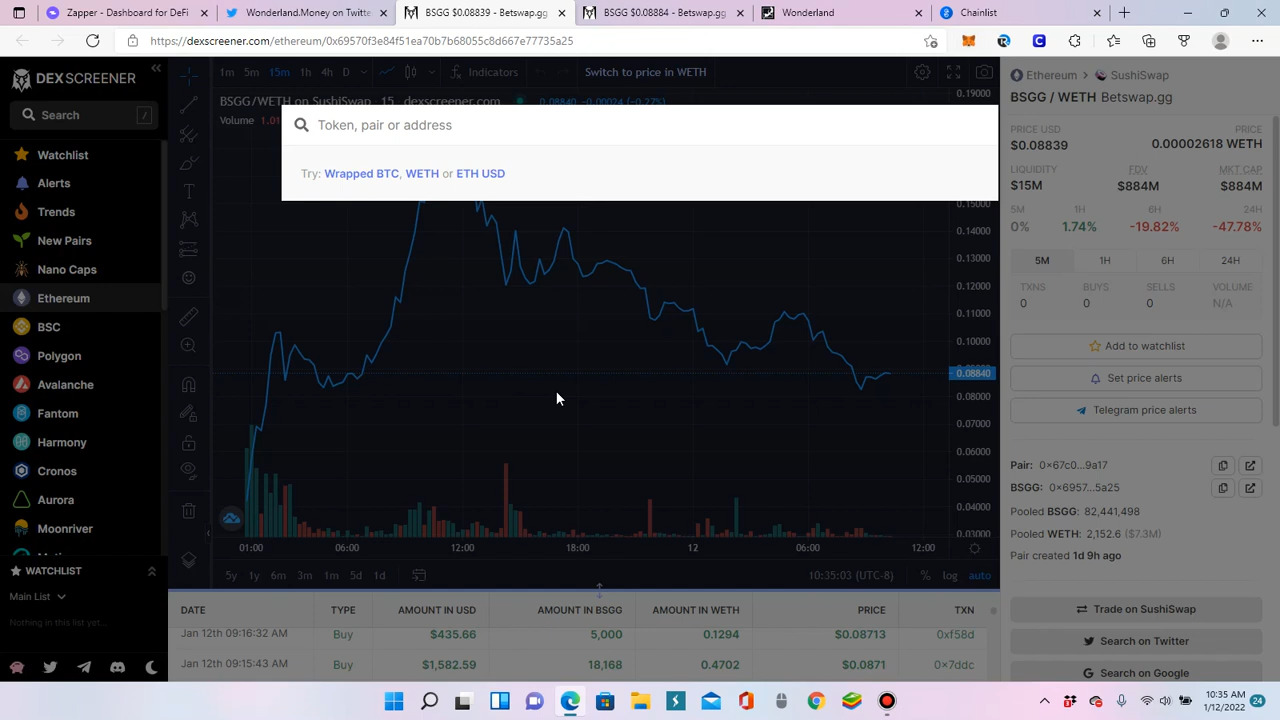 Zap - Dashboard for DeFi
Wonderland.Money on Twitte
BSGG $0.08839 - Betswap.gg
BSGG $0.08884 - Betswap.gg
Wonderland
Chainlist
https://dexscreener.com/ethereum/0x69570f3e84f51ea70b7b68055c8d667e77735a25
DEX SCREENER
Search /
Watchlist
Alerts
Trends
New Pairs
Nano Caps
Ethereum
BSC
Polygon
Avalanche
Fantom
Harmony
Cronos
Aurora
Moonriver
WATCHLIST
Main List
Nothing in this list yet...
1m 5m 15m 1h 4h D Indicators Switch to price in WETH
BSGG/WETH on SushiSwap · 15 · dexscreener.com 0.08840 -0.00024 (-0.27%)
Volume
Token, pair or address
Try: Wrapped BTC, WETH or ETH USD
0.19000
0.15000
0.14000
0.13000
0.12000
0.11000
0.10000
0.08840
0.08000
0.07000
0.06000
0.05000
0.04000
0.03000
01:00 06:00 12:00 18:00 12 06:00 12:00
5y 1y 6m 3m 1m 5d 1d 10:35:03 (UTC-8) % log auto
DATE TYPE AMOUNT IN USD AMOUNT IN BSGG AMOUNT IN WETH PRICE TXN
Jan 12th 09:16:32 AM Buy $435.66 5,000 0.1294 $0.08713 0xf58d
Jan 12th 09:15:43 AM Buy $1,582.59 18,168 0.4702 $0.0871 0x7ddc
Ethereum > SushiSwap
BSGG / WETH Betswap.gg
PRICE USD PRICE
$0.08839 0.00002618 WETH
LIQUIDITY FDV MKT CAP
$15M $884M $884M
5M 1H 6H 24H
0% 1.74% -19.82% -47.78%
5M 1H 6H 24H
TXNS BUYS SELLS VOLUME
0 0 0 N/A
Add to watchlist
Set price alerts
Telegram price alerts
Pair: 0×67c0...9a17
BSGG: 0×6957...5a25
Pooled BSGG: 82,441,498
Pooled WETH: 2,152.6 ($7.3M)
Pair created 1d 9h ago
Trade on SushiSwap
Search on Twitter
Search on Google
10:35 AM
1/12/2022
24